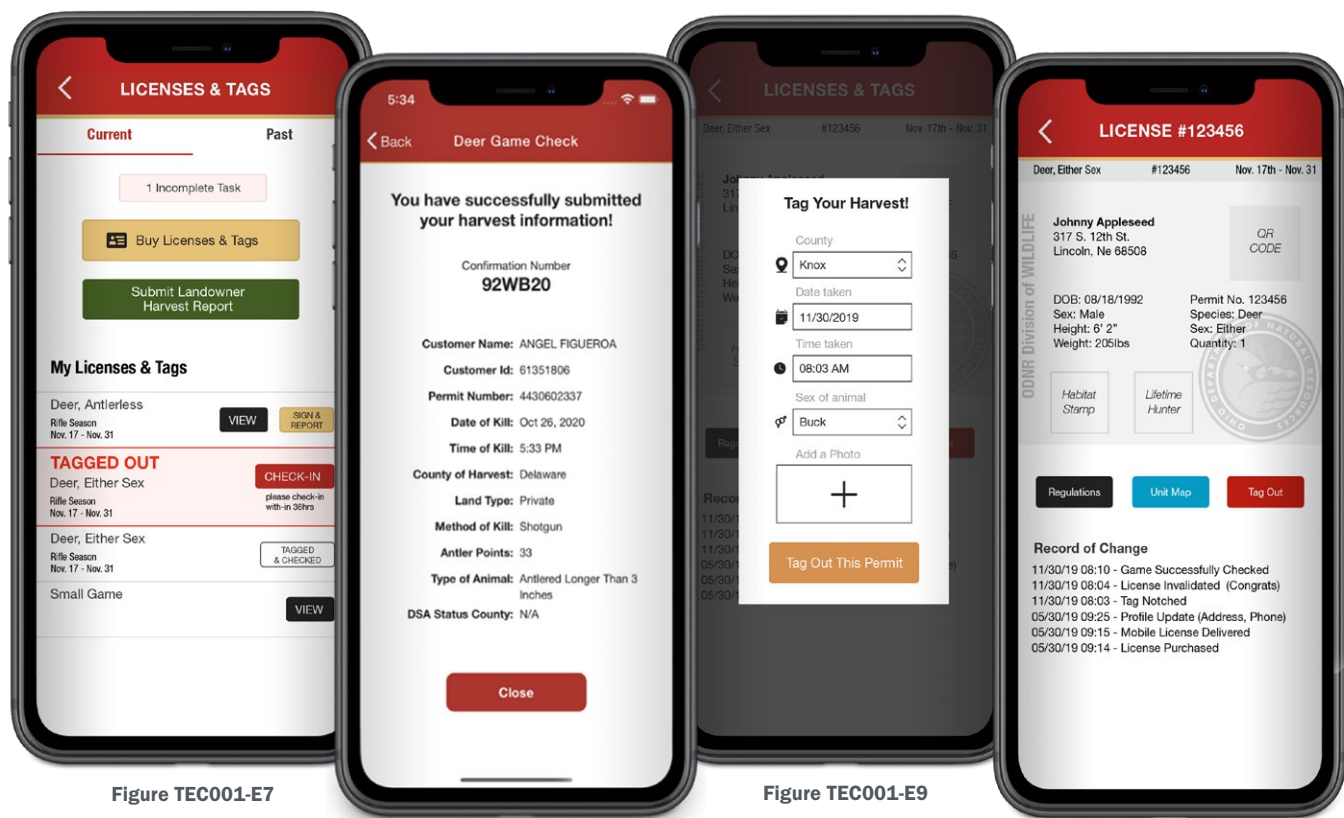 LICENSES & TAGS
Current Past
1 Incomplete Task
Buy Licenses & Tags
Submit Landowner
Harvest Report
My Licenses & Tags
Deer, Antlerless
Rifle Season
Nov. 17 - Nov. 31
VIEW
SIGN &
REPORT
TAGGED OUT
Deer, Either Sex
Rifle Season
Nov. 17 - Nov. 31
CHECK-IN
please check-in
with-in 36hrs
Deer, Either Sex
Rifle Season
Nov. 17 - Nov. 31
TAGGED
& CHECKED
Small Game
VIEW
Figure TEC001-E7
5:34
Back Deer Game Check
You have successfully submitted
your harvest information!
Confirmation Number
92WB20
Customer Name: ANGEL FIGUEROA
Customer Id: 61351806
Permit Number: 4430602337
Date of Kill: Oct 26, 2020
Time of Kill: 5:33 PM
County of Harvest: Delaware
Land Type: Private
Method of Kill: Shotgun
Antler Points: 33
Type of Animal: Antlered Longer Than 3
Inches
DSA Status County: N/A
Close
LICENSES & TAGS
Deer, Either Sex #123456 Nov. 17th - Nov. 31
Tag Your Harvest!
County
Knox
Date taken
11/30/2019
Time taken
08:03 AM
Sex of animal
Buck
Add a Photo
Tag Out This Permit
Figure TEC001-E9
LICENSE #123456
Deer, Either Sex #123456 Nov. 17th - Nov. 31
ODNR Division of WILDLIFE
Johnny Appleseed
317 S. 12th St.
Lincoln, Ne 68508
QR
CODE
DOB: 08/18/1992
Sex: Male
Height: 6' 2"
Weight: 205lbs
Permit No. 123456
Species: Deer
Sex: Either
Quantity: 1
Habitat
Stamp
Lifetime
Hunter
OHIO DEPARTMENT OF NATURAL RESOURCES
Regulations
Unit Map
Tag Out
Record of Change
11/30/19 08:10 - Game Successfully Checked
11/30/19 08:04 - License Invalidated (Congrats)
11/30/19 08:03 - Tag Notched
05/30/19 09:25 - Profile Update (Address, Phone)
05/30/19 09:15 - Mobile License Delivered
05/30/19 09:14 - License Purchased